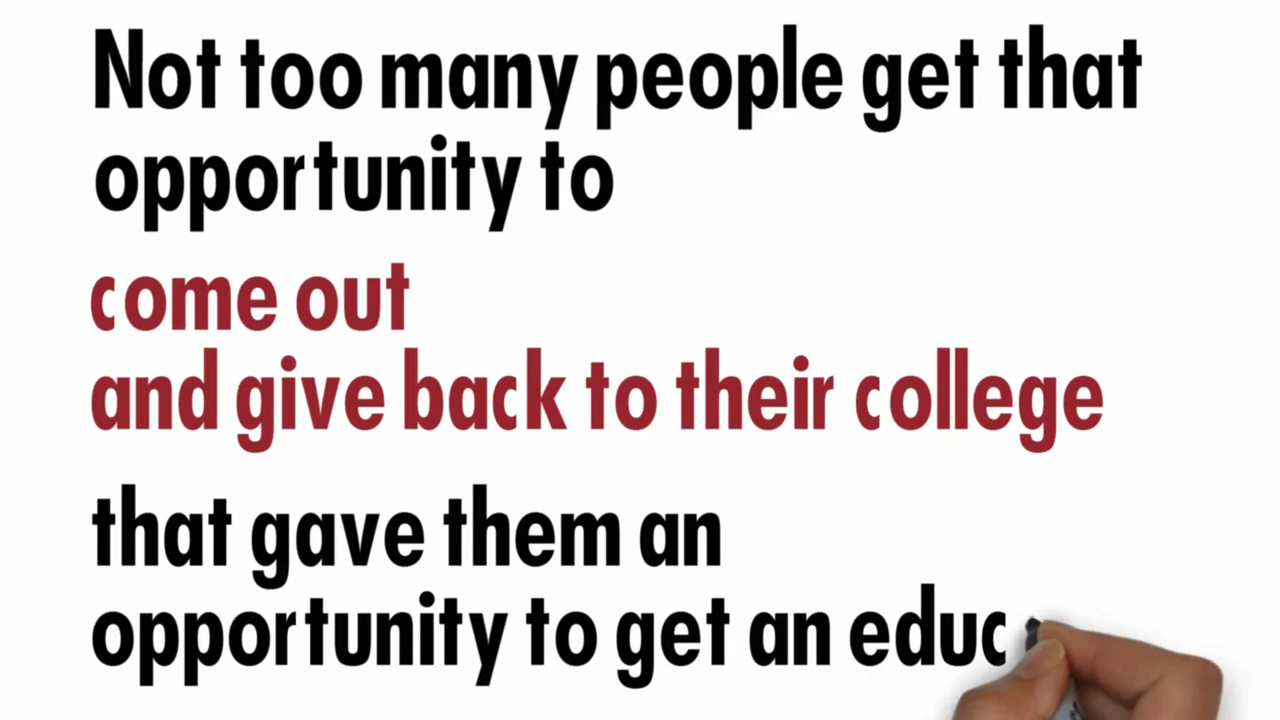 Not too many people get that
opportunity to
come out
and give back to their college
that gave them an
opportunity to get an educ